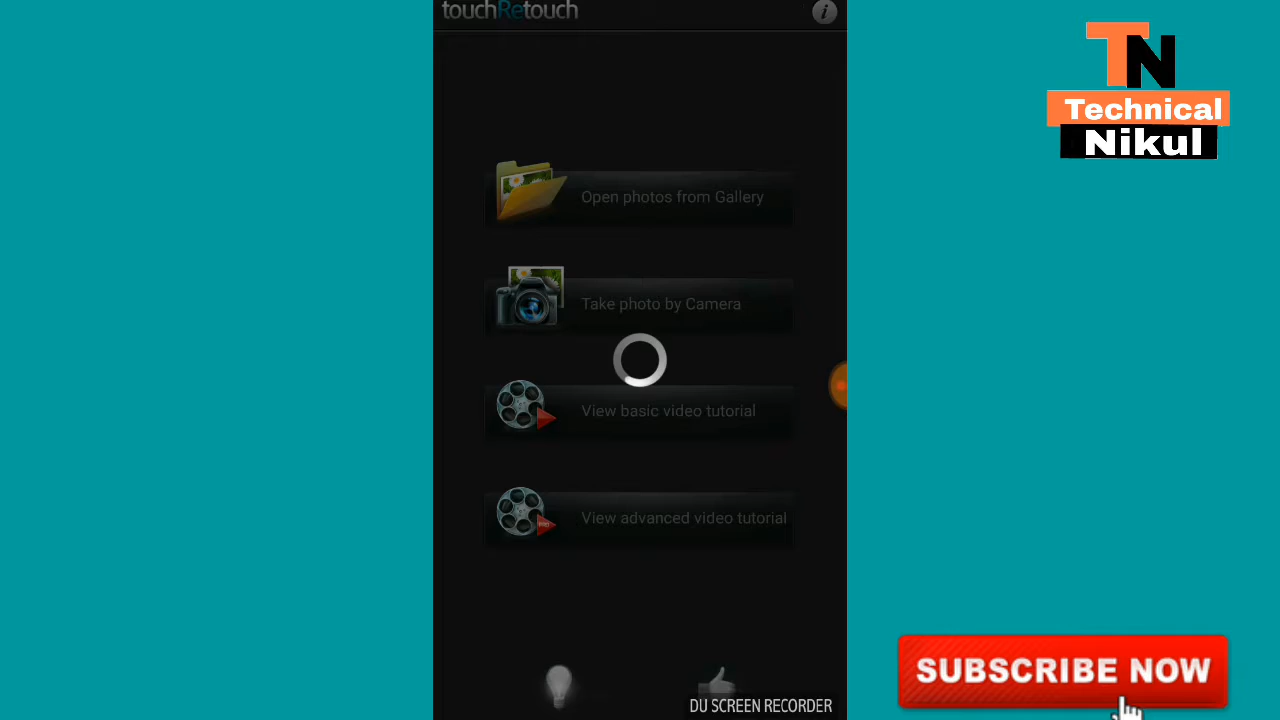 touchRetouch
i
TN
Technical
Nikul
Open photos from Gallery
Take photo by Camera
View basic video tutorial
View advanced video tutorial
PRO
SUBSCRIBE NOW
DU SCREEN RECORDER